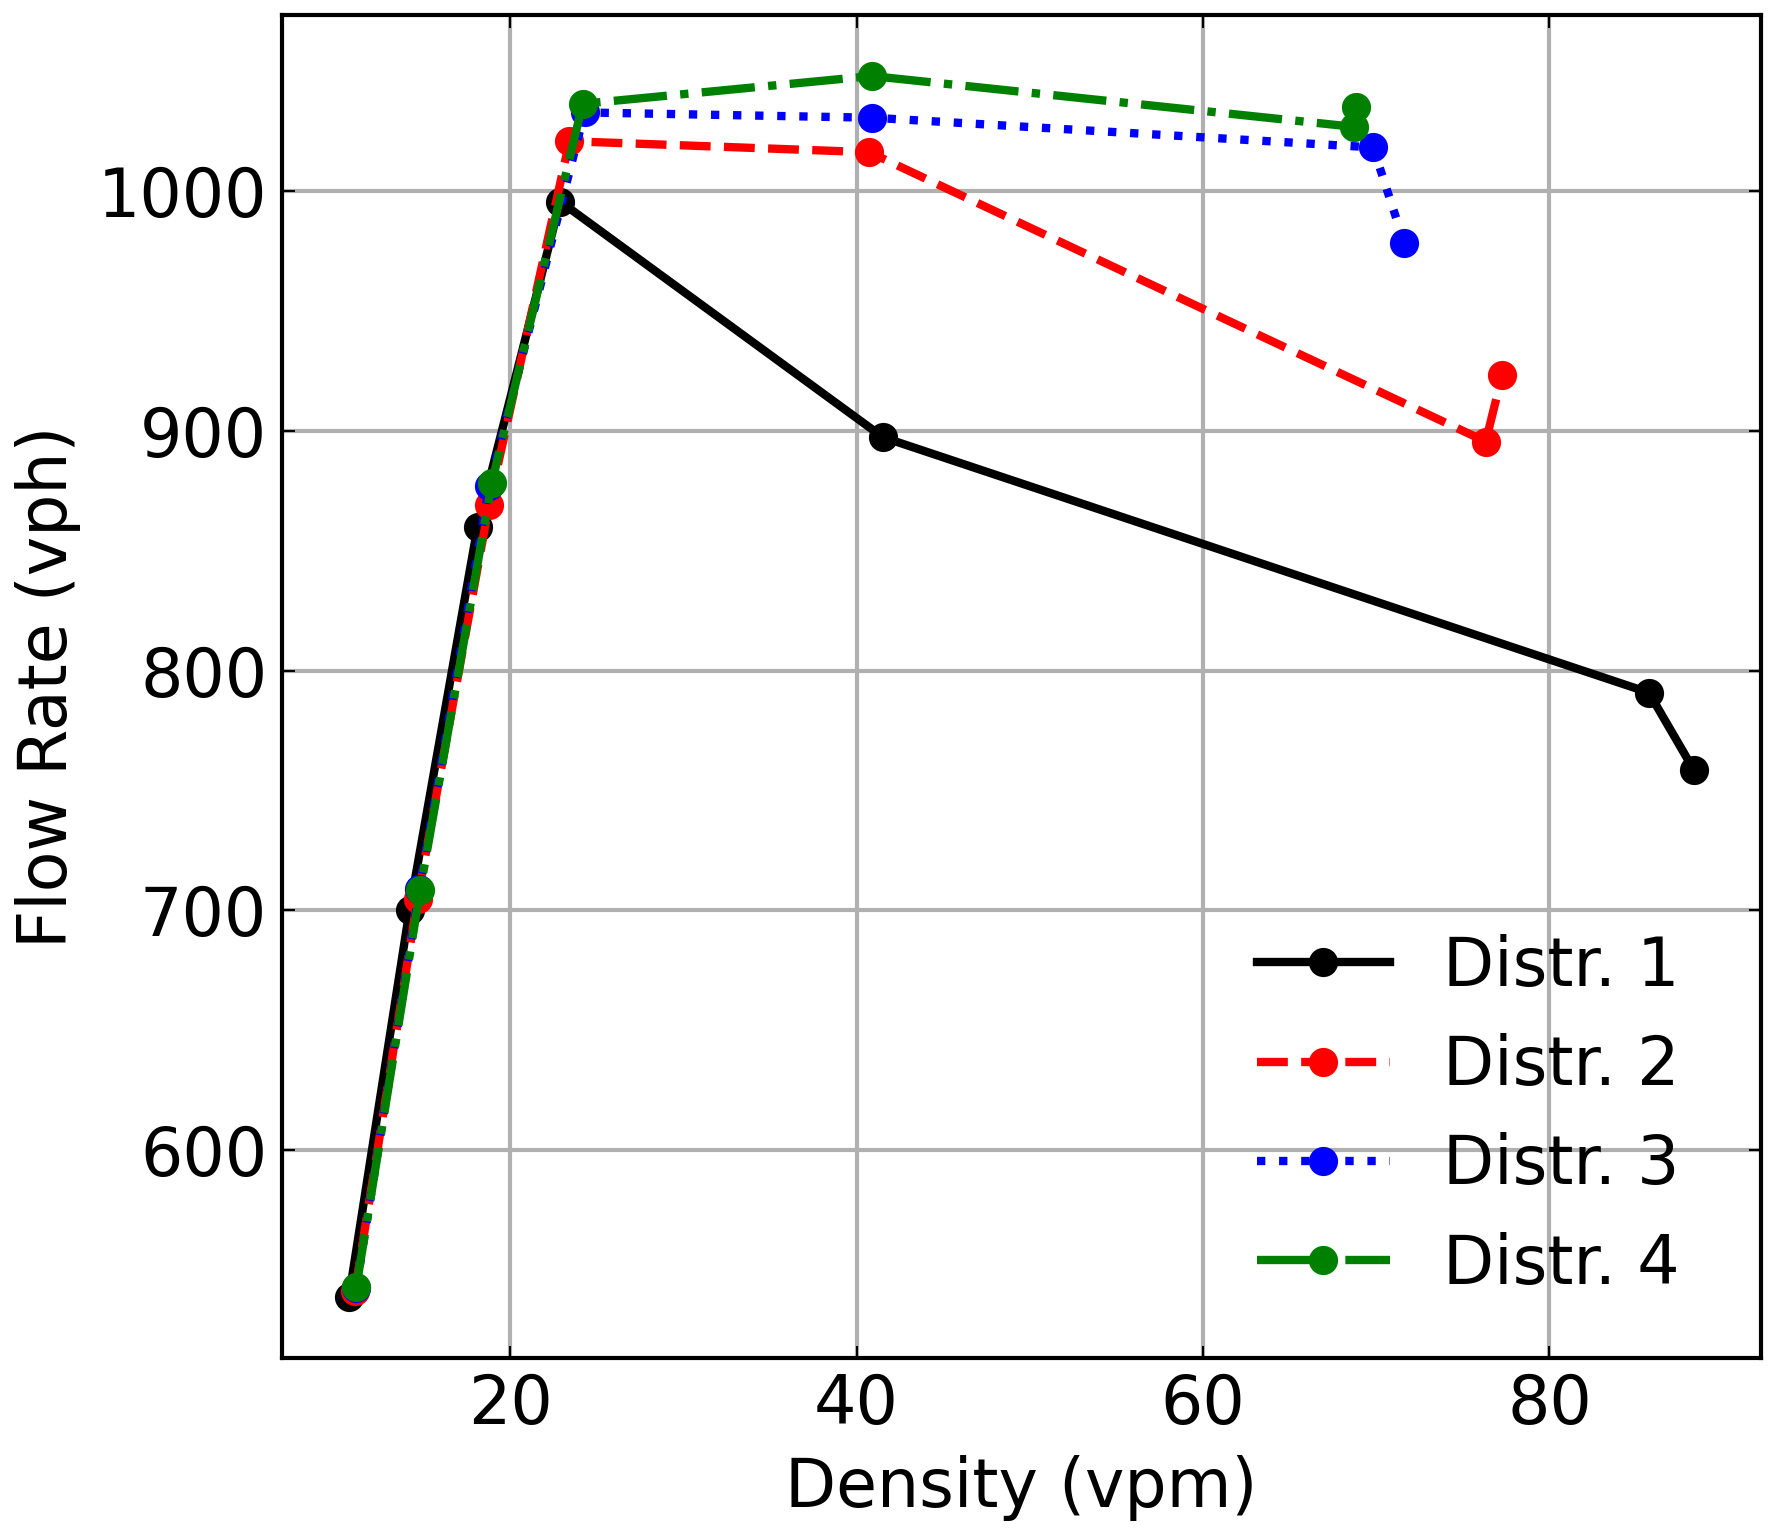 Flow Rate (vph)
1000
900
800
700
600
20 40 60 80
Density (vpm)
Distr. 1
Distr. 2
Distr. 3
Distr. 4